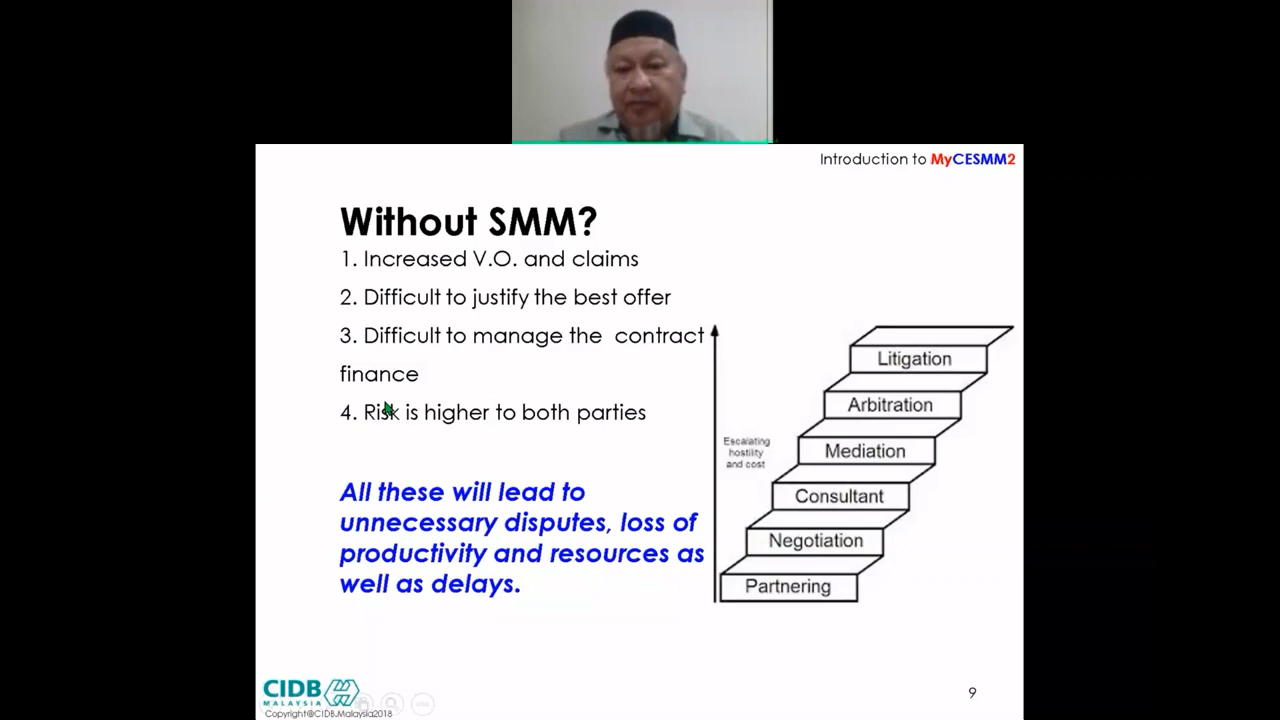 Introduction to MyCESMM2
Without SMM?
1. Increased V.O. and claims
2. Difficult to justify the best offer
3. Difficult to manage the contract
finance
4. Risk is higher to both parties
All these will lead to
unnecessary disputes, loss of
productivity and resources as
well as delays.
Escalating
hostility
and cost
Litigation
Arbitration
Mediation
Consultant
Negotiation
Partnering
CIDB
MALAYSIA
Copyright@CIDB.Malaysia2018
9